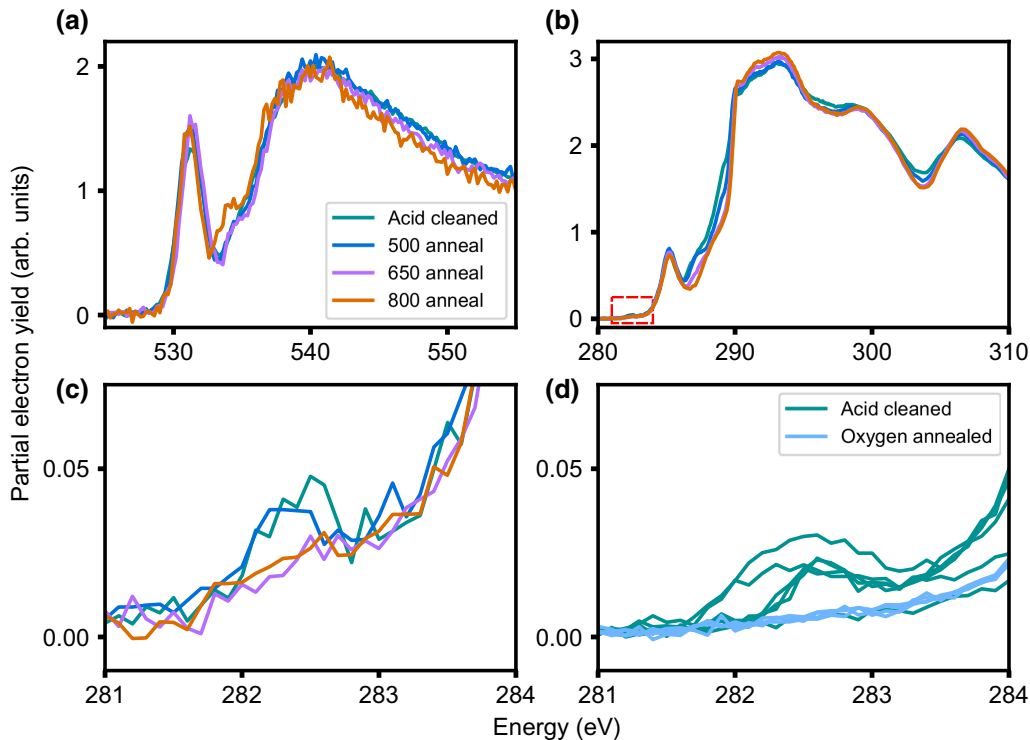 (a)
(b)
2
1
0
530
540
550
Acid cleaned
500 anneal
650 anneal
800 anneal
3
2
1
0
280
290
300
310
Partial electron yield (arb. units)
(c)
(d)
0.05
0.00
281
282
283
284
Acid cleaned
Oxygen annealed
0.05
0.00
281
282
283
284
Energy (eV)